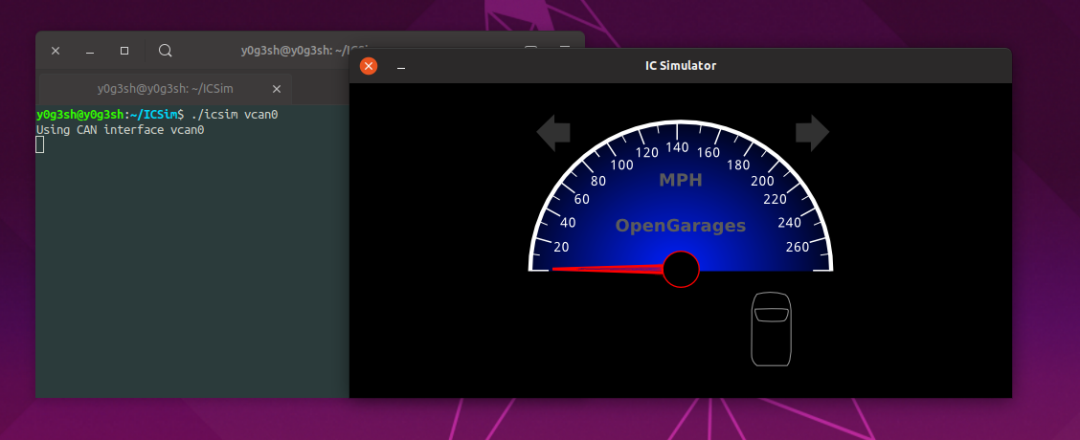 y0g3sh@y0g3sh: ~/ICSi
y0g3sh@y0g3sh: ~/ICSim
y0g3sh@y0g3sh:~/ICSim$ ./icsim vcan0
Using CAN interface vcan0
IC Simulator
20
40
60
80
100
120
140
160
180
200
220
240
260
MPH
OpenGarages